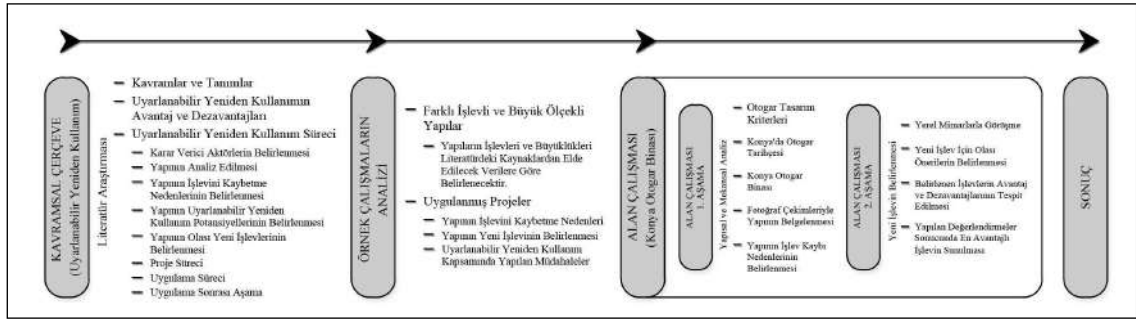 KAVRAMSAL ÇERÇEVE
(Uyarlanabilir Yeniden Kullanım)
Literatür Araştırması
Kavramlar ve Tanımlar
Uyarlanabilir Yeniden Kullanımın
Avantaj ve Dezavantajları
Uyarlanabilir Yeniden Kullanım Süreci
Karar Verici Aktörlerin Belirlenmesi
Yapının Analiz Edilmesi
Yapının İşlevini Kaybetme
Nedenlerinin Belirlenmesi
Yapının Uyarlanabilir Yeniden
Kullanım Potansiyellerinin Belirlenmesi
Yapının Olası Yeni İşlevlerinin
Belirlenmesi
Proje Süreci
Uygulama Süreci
Uygulama Sonrası Aşama
ÖRNEK ÇALIŞMALARIN
ANALİZİ
Farklı İşlevli ve Büyük Ölçekli
Yapılar
Yapıların İşlevleri ve Büyüklükleri
Literatürdeki Kaynaklardan Elde
Edilecek Verilere Göre
Belirlenecektir.
Uygulanmış Projeler
Yapının İşlevini Kaybetme Nedenleri
Yapının Yeni İşlevinin Belirlenmesi
Uyarlanabilir Yeniden Kullanım
Kapsamında Yapılan Müdahaleler
ALAN ÇALIŞMASI
(Konya Otogar Binası)
ALAN ÇALIŞMASI
1. AŞAMA
Yapısal ve Mekansal Analiz
Otogar Tasarım
Kriterleri
Konya'da Otogar
Tarihçesi
Konya Otogar
Binası
Fotoğraf Çekimleriyle
Yapının Belgelenmesi
Yapının İşlev Kaybı
Nedenlerinin
Belirlenmesi
ALAN ÇALIŞMASI
2. AŞAMA
Yeni İşlevin Belirlenmesi
Yerel Mimarlarla Görüşme
Yeni İşlev İçin Olası
Önerilerin Belirlenmesi
Belirlenen İşlevlerin Avantaj
ve Dezavantajlarının Tespit
Edilmesi
Yapılan Değerlendirmeler
Sonucunda En Avantajlı
İşlevin Sunulması
SONUÇ